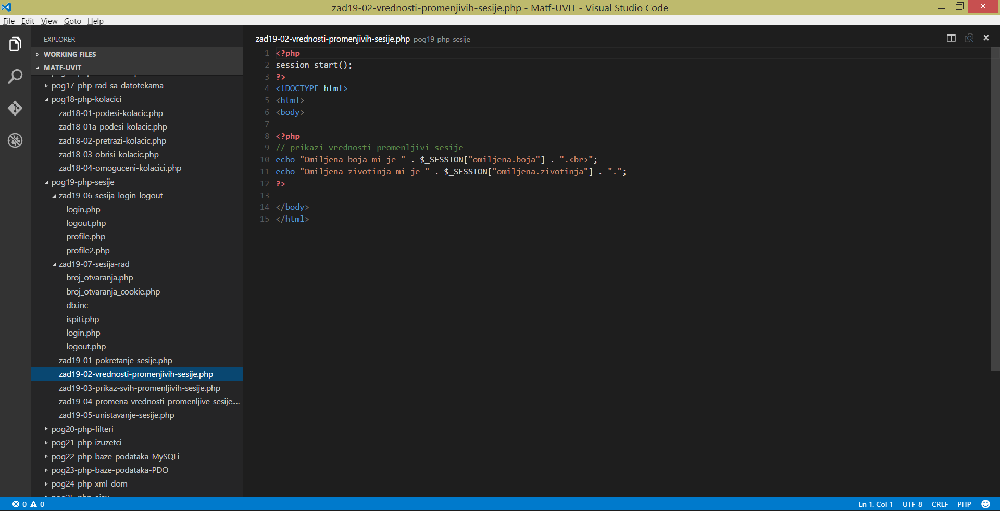 zad19-02-vrednosti-promenjivih-sesije.php - Matf-UVIT - Visual Studio Code
File Edit View Goto Help
EXPLORER
WORKING FILES
MATF-UVIT
pog17-php-rad-sa-datotekama
pog18-php-kolacici
zad18-01-podesi-kolacic.php
zad18-01a-podesi-kolacic.php
zad18-02-pretrazi-kolacic.php
zad18-03-obrisi-kolacic.php
zad18-04-omoguceni-kolacici.php
pog19-php-sesije
zad19-06-sesija-login-logout
login.php
logout.php
profile.php
profile2.php
zad19-07-sesija-rad
broj_otvaranja.php
broj_otvaranja_cookie.php
db.inc
ispiti.php
login.php
logout.php
zad19-01-pokretanje-sesije.php
zad19-02-vrednosti-promenjivih-sesije.php
zad19-03-prikaz-svih-promenljivih-sesije.php
zad19-04-promena-vrednosti-promenljive-sesije....
zad19-05-unistavanje-sesije.php
pog20-php-filteri
pog21-php-izuzetci
pog22-php-baze-podataka-MySQLi
pog23-php-baze-podataka-PDO
pog24-php-xml-dom
zad19-02-vrednosti-promenjivih-sesije.php pog19-php-sesije
1 <?php
2 session_start();
3 ?>
4 <!DOCTYPE html>
5 <html>
6 <body>
7
8 <?php
9 // prikazi vrednosti promenljivi sesije
10 echo "Omiljena boja mi je " . $_SESSION["omiljena.boja"] . ".<br>";
11 echo "Omiljena zivotinja mi je " . $_SESSION["omiljena.zivotinja"] . ".";
12 ?>
13
14 </body>
15 </html>
0 0
Ln 1, Col 1 UTF-8 CRLF PHP